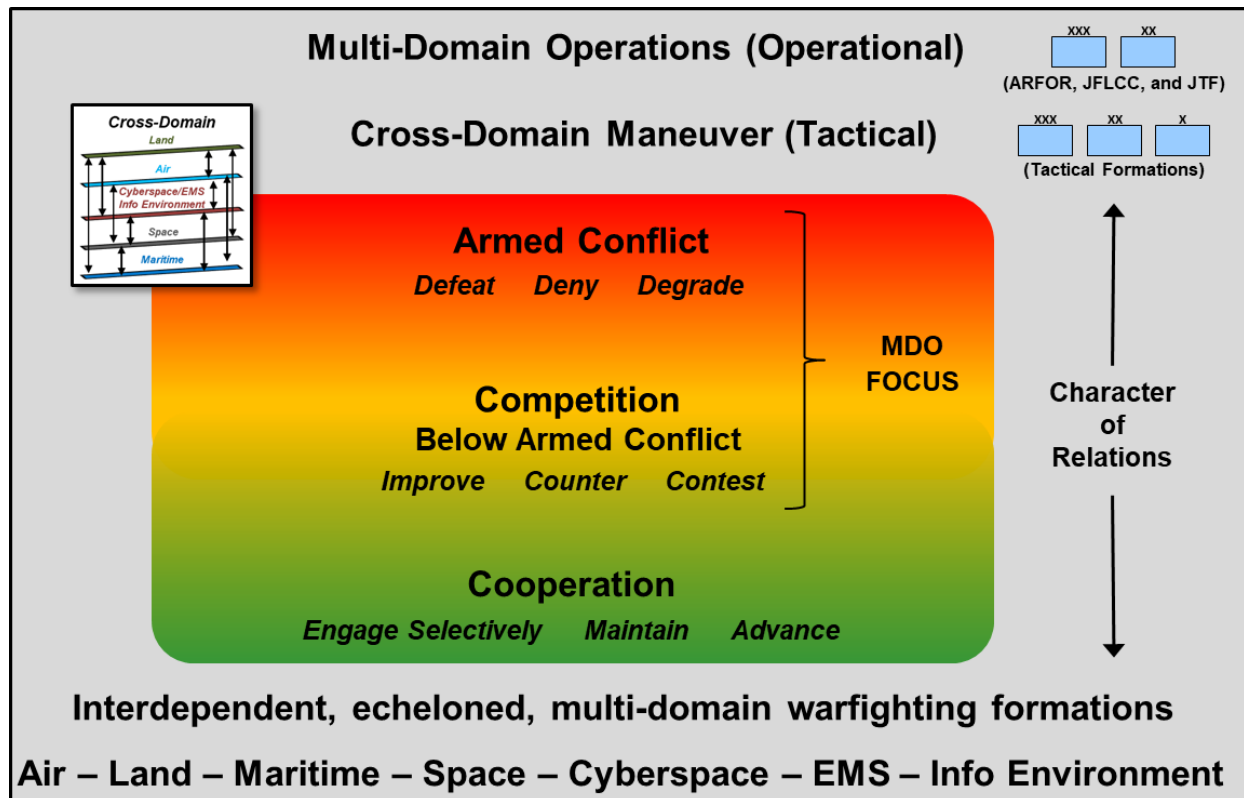 Multi-Domain Operations (Operational)
XXX XX
(ARFOR, JFLCC, and JTF)
Cross-Domain Maneuver (Tactical)
XXX XX X
(Tactical Formations)
Cross-Domain
Land
Air
Cyberspace/EMS
Info Environment
Space
Maritime
Armed Conflict
Defeat Deny Degrade
MDO
FOCUS
Competition
Below Armed Conflict
Improve Counter Contest
Character
of
Relations
Cooperation
Engage Selectively Maintain Advance
Interdependent, echeloned, multi-domain warfighting formations
Air – Land – Maritime – Space – Cyberspace – EMS – Info Environment